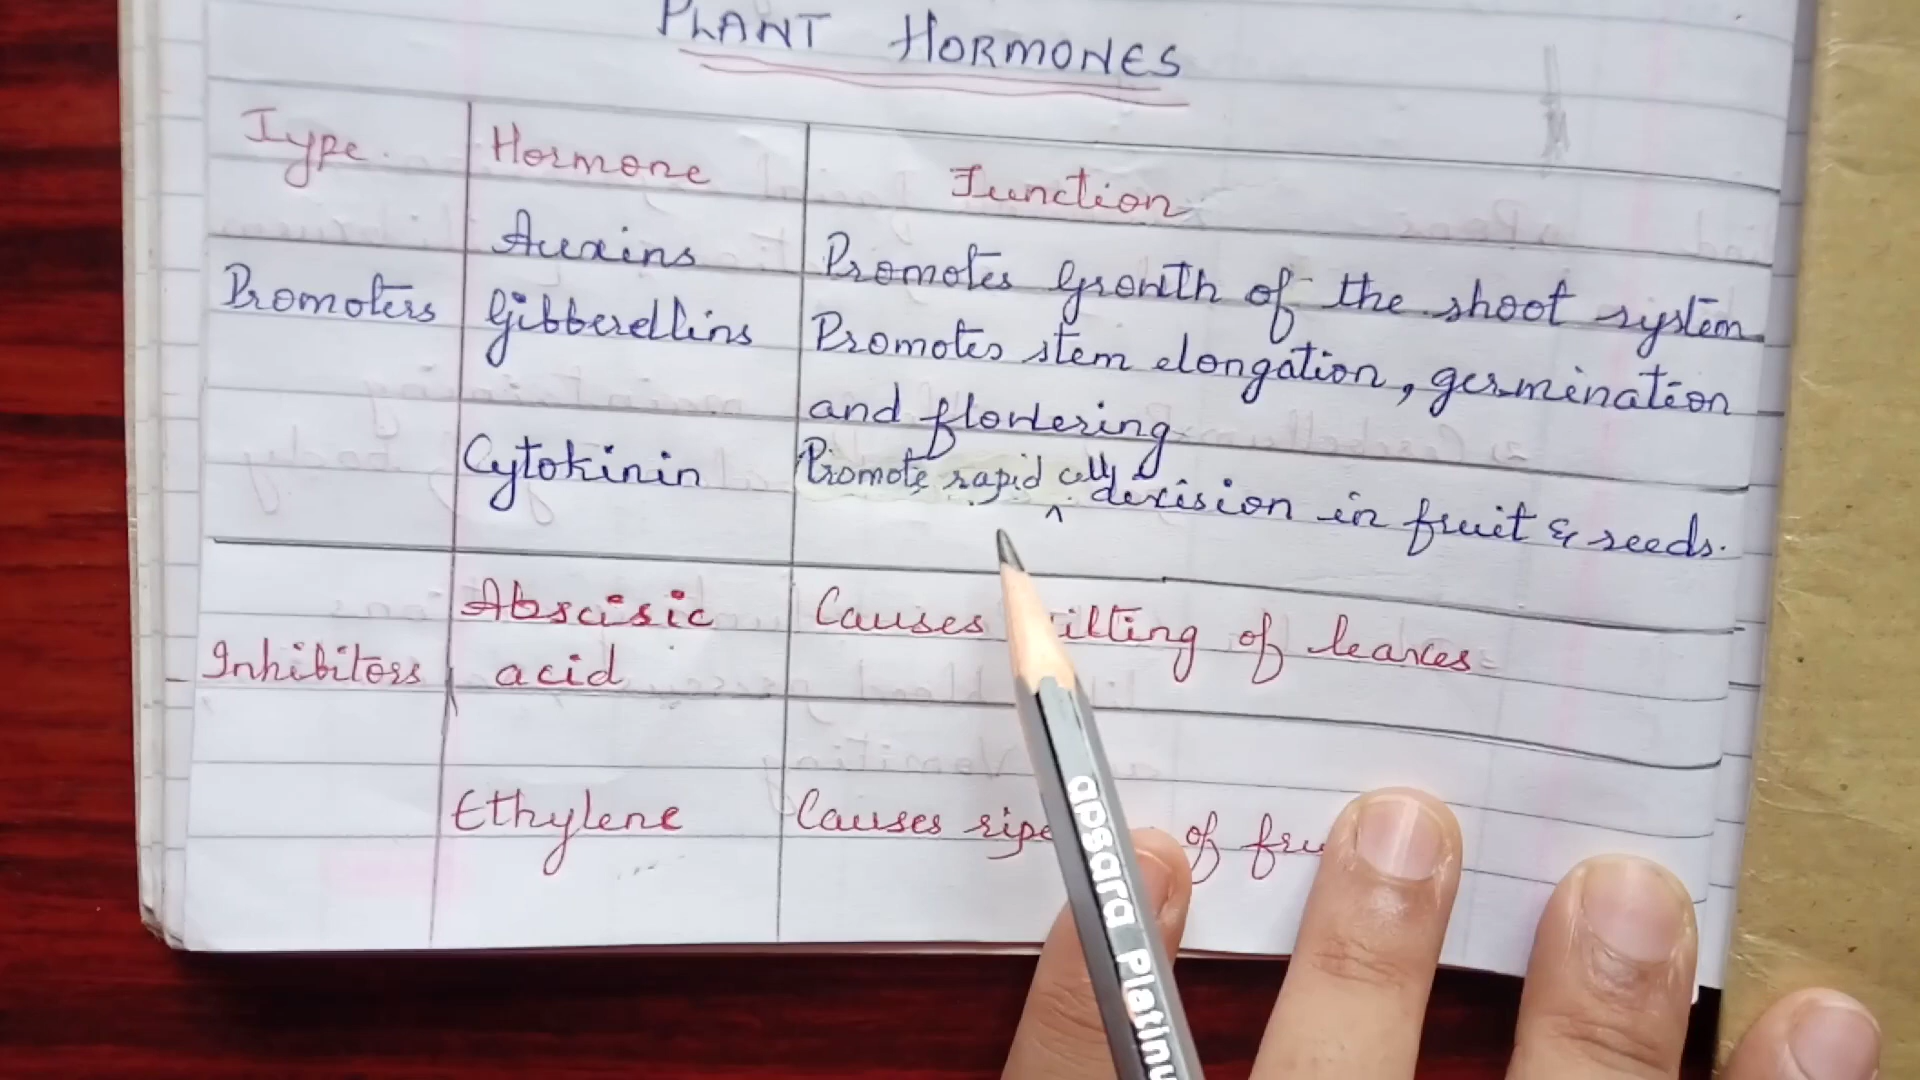 PLANT HORMONES
Type. Hormone Function
Auxins Promotes growth of the shoot system
Promoters Gibberellins Promotes stem elongation, germination
and flowering
Cytokinin Promote rapid cell division in fruit & seeds.
Abscisic Causes wilting of leaves
Inhibitors acid
Ethylene Causes of
apsara Platinu